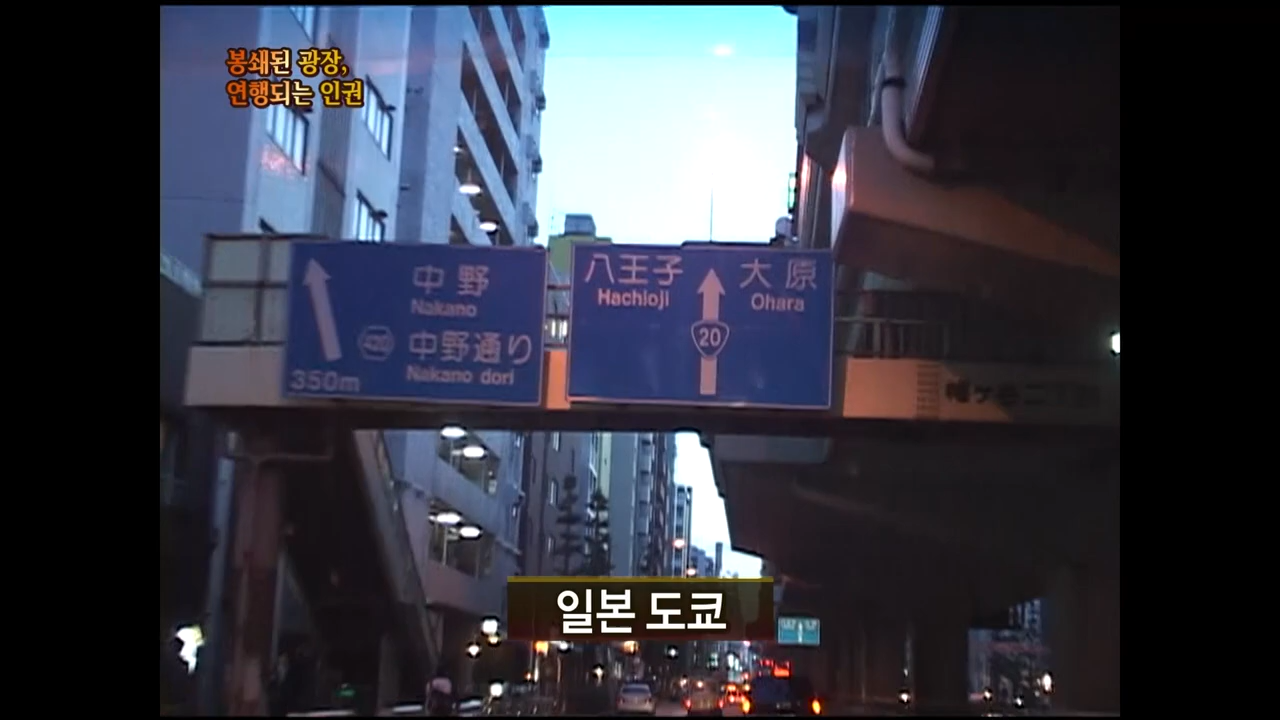 봉쇄된 광장,
연행되는 인권
中野
Nakano
420 中野通り
Nakano dori
350m
八王子 大原
Hachioji Ohara
20
일본 도쿄